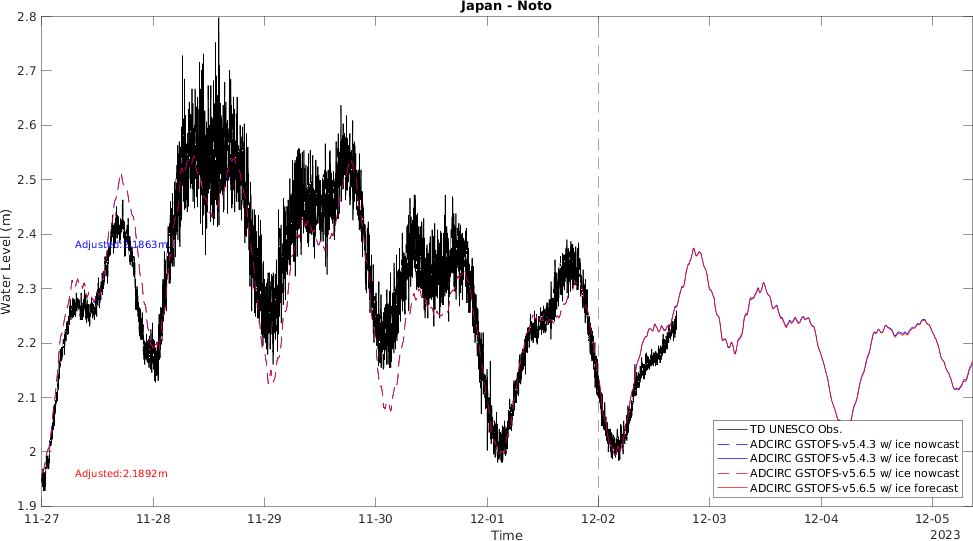 Japan - Noto
2.8
2.7
2.6
2.5
2.4
2.3
2.2
2.1
2
1.9
Water Level (m)
Adjusted:2.1863m
Adjusted:2.1892m
TD UNESCO Obs.
ADCIRC GSTOFS-v5.4.3 w/ ice nowcast
ADCIRC GSTOFS-v5.4.3 w/ ice forecast
ADCIRC GSTOFS-v5.6.5 w/ ice nowcast
ADCIRC GSTOFS-v5.6.5 w/ ice forecast
11-27 11-28 11-29 11-30 12-01 12-02 12-03 12-04 12-05
Time
2023